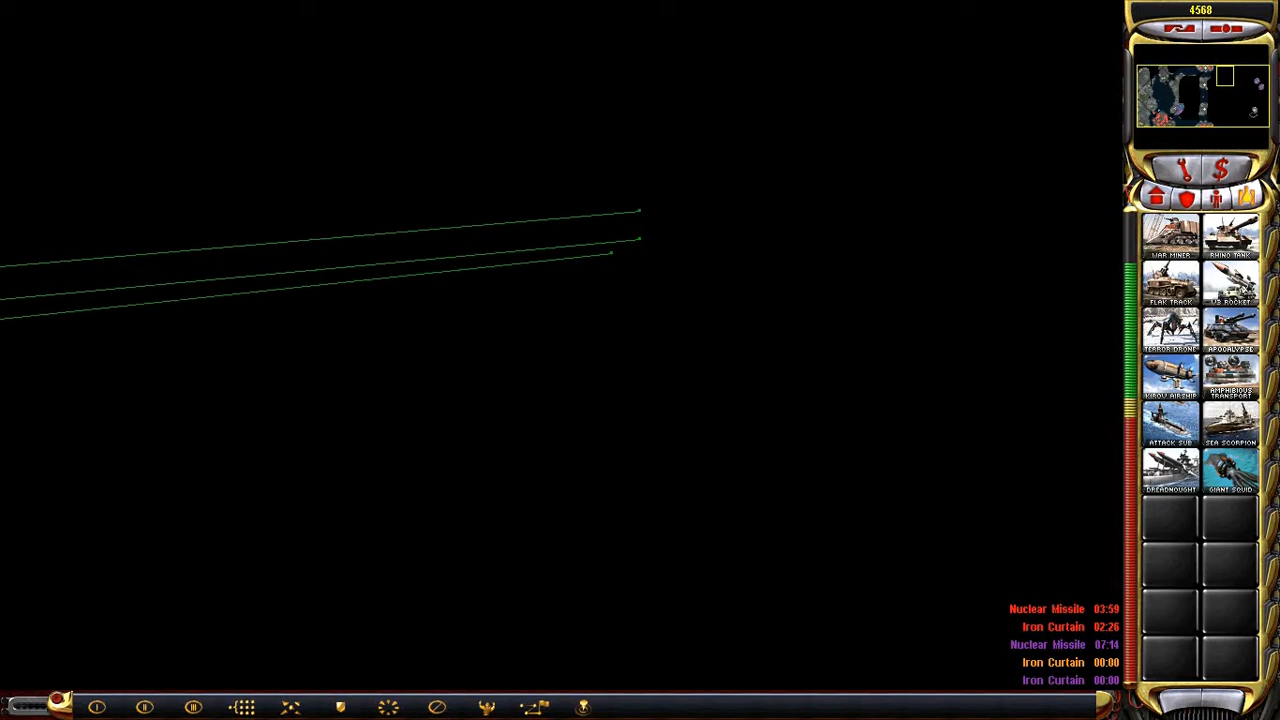 4568
$
WAR MINER
RHINO TANK
FLAK TRACK
V3 ROCKET
TERROR DRONE
APOCALYPSE
KIROV AIRSHIP
AMPHIBIOUS
TRANSPORT
ATTACK SUB
SEA SCORPION
DREADNOUGHT
GIANT SQUID
Nuclear Missile 03:59
Iron Curtain 02:26
Nuclear Missile 07:14
Iron Curtain 00:00
Iron Curtain 00:00
I
II
III